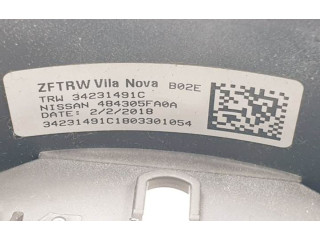 ZFTRW Vila Nova B02E
TRW 34231491C
NISSAN 484305FA0A
DATE: 2/2/2018
34231491C1803301054